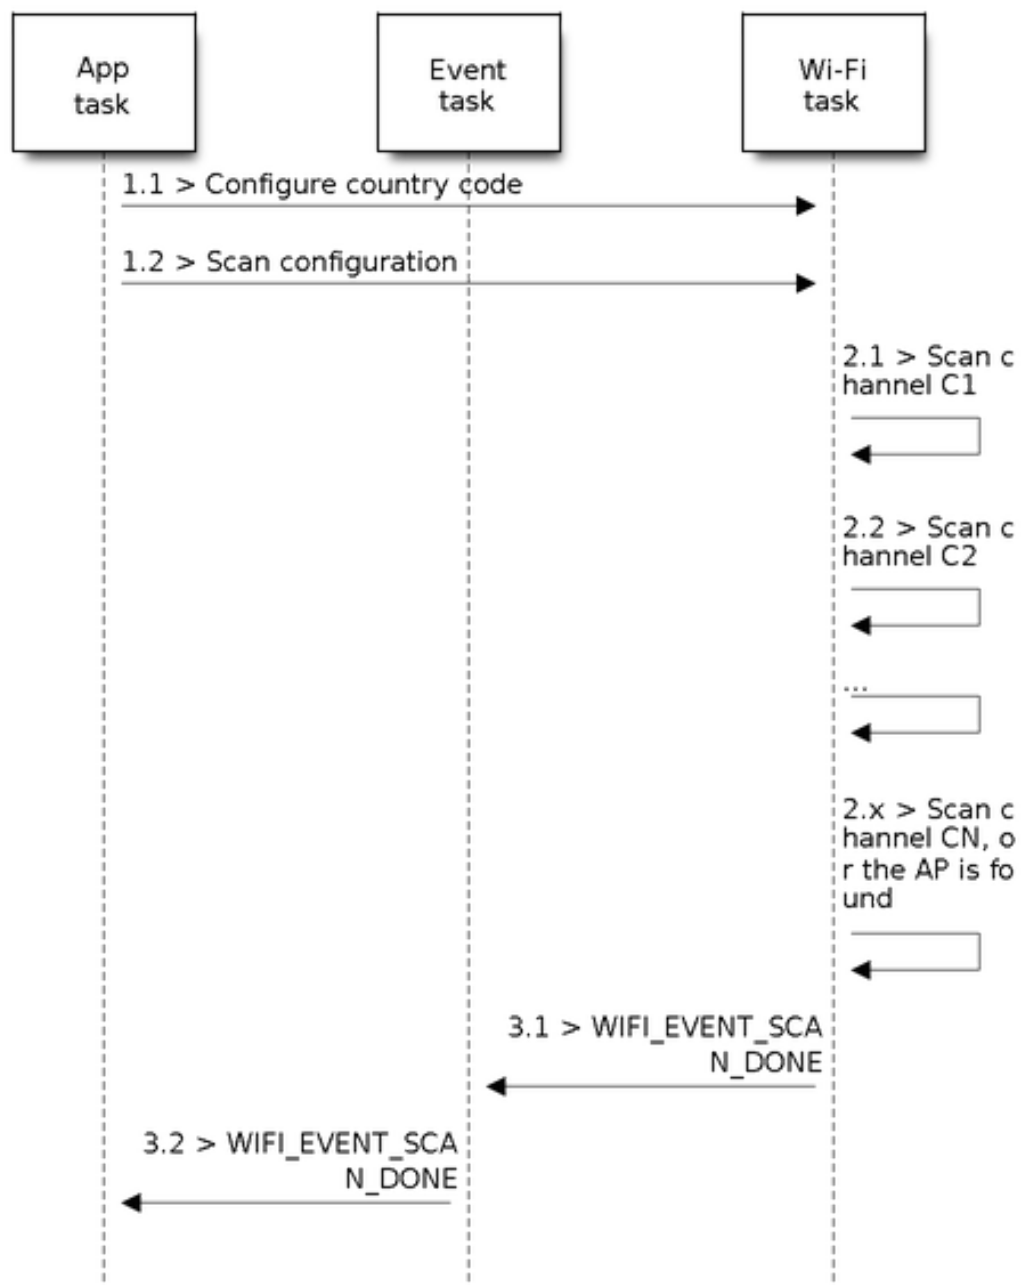 App
task
Event
task
Wi-Fi
task
1.1 > Configure country code
1.2 > Scan configuration
2.1 > Scan c
hannel C1
2.2 > Scan c
hannel C2
...
2.x > Scan c
hannel CN, o
r the AP is fo
und
3.1 > WIFI_EVENT_SCA
N_DONE
3.2 > WIFI_EVENT_SCA
N_DONE